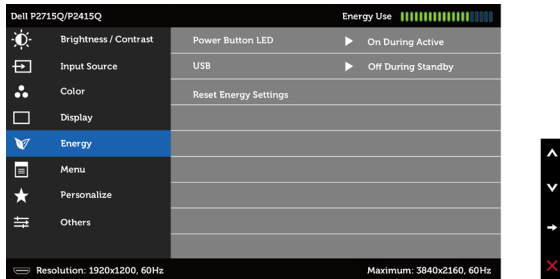 Dell P2715Q/P2415Q Energy Use
Brightness / Contrast Power Button LED On During Active
Input Source USB Off During Standby
Color Reset Energy Settings
Display
Energy
Menu
Personalize
Others
Resolution: 1920x1200, 60Hz Maximum: 3840x2160, 60Hz